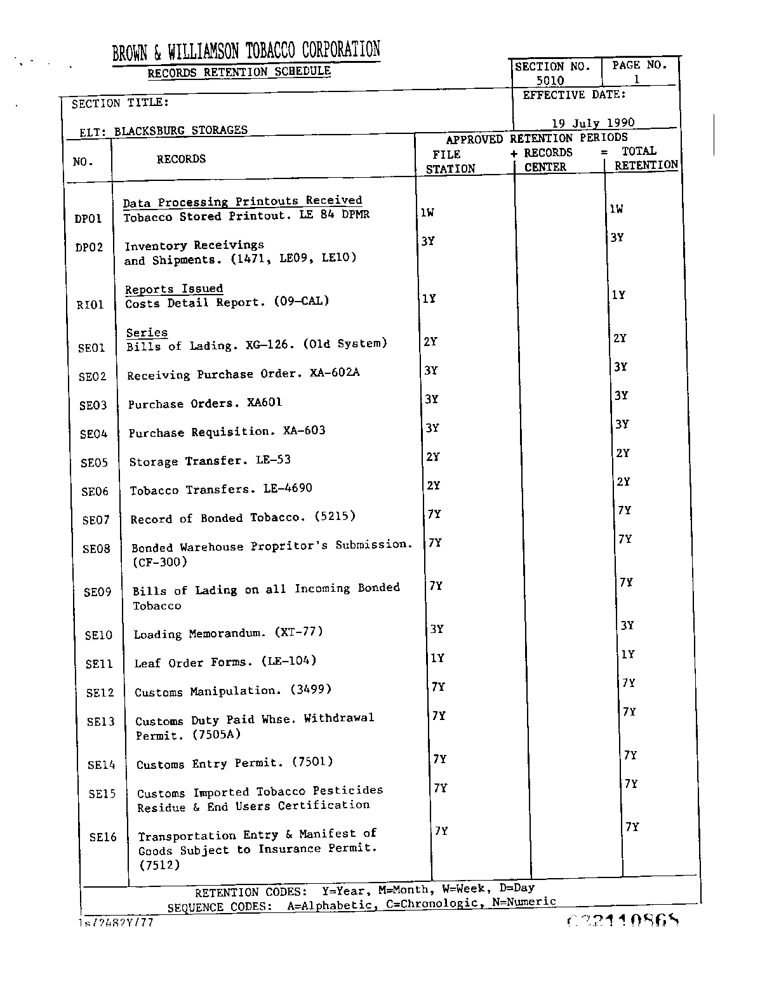 BROWN & WILLIAMSON TOBACCO CORPORATION
RECORDS RETENTION SCHEDULE
SECTION NO. PAGE NO.
5010 1
SECTION TITLE: EFFECTIVE DATE:
ELT: BLACKSBURG STORAGES 19 July 1990
APPROVED RETENTION PERIODS
NO. RECORDS FILE + RECORDS = TOTAL
STATION CENTER RETENTION
Data Processing Printouts Received
DP01 Tobacco Stored Printout. LE 84 DPMR 1W 1W
DP02 Inventory Receivings 3Y 3Y
and Shipments. (1471, LE09, LE10)
Reports Issued
RI01 Costs Detail Report. (09-CAL) 1Y 1Y
Series
SE01 Bills of Lading. XG-126. (Old System) 2Y 2Y
SE02 Receiving Purchase Order. XA-602A 3Y 3Y
SE03 Purchase Orders. XA601 3Y 3Y
SE04 Purchase Requisition. XA-603 3Y 3Y
SE05 Storage Transfer. LE-53 2Y 2Y
SE06 Tobacco Transfers. LE-4690 2Y 2Y
SE07 Record of Bonded Tobacco. (5215) 7Y 7Y
SE08 Bonded Warehouse Propritor's Submission. 7Y 7Y
(CF-300)
SE09 Bills of Lading on all Incoming Bonded 7Y 7Y
Tobacco
SE10 Loading Memorandum. (XT-77) 3Y 3Y
SE11 Leaf Order Forms. (LE-104) 1Y 1Y
SE12 Customs Manipulation. (3499) 7Y 7Y
SE13 Customs Duty Paid Whse. Withdrawal 7Y 7Y
Permit. (7505A)
SE14 Customs Entry Permit. (7501) 7Y 7Y
SE15 Customs Imported Tobacco Pesticides 7Y 7Y
Residue & End Users Certification
SE16 Transportation Entry & Manifest of 7Y 7Y
Goods Subject to Insurance Permit.
(7512)
RETENTION CODES: Y=Year, M=Month, W=Week, D=Day
SEQUENCE CODES: A=Alphabetic, C=Chronologic, N=Numeric
ls/2482Y/77